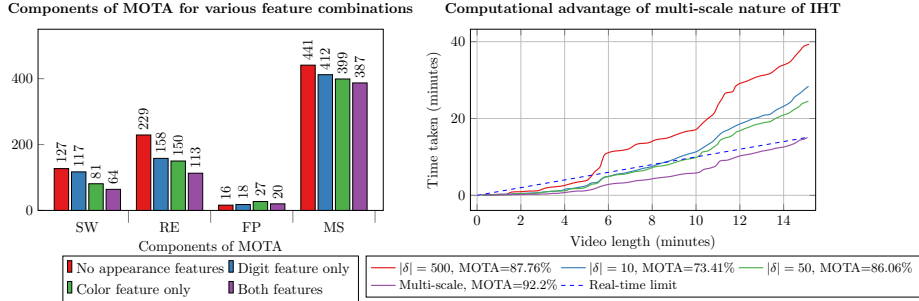 Components of MOTA for various feature combinations
441
412
399
387
229
158
150
113
127
117
81
64
16
18
27
20
400
200
0
SW
RE
FP
MS
Components of MOTA
No appearance features
Digit feature only
Color feature only
Both features
Computational advantage of multi-scale nature of IHT
Time taken (minutes)
40
20
0
0
2
4
6
8
10
12
14
Video length (minutes)
|δ| = 500, MOTA=87.76%
|δ| = 10, MOTA=73.41%
|δ| = 50, MOTA=86.06%
Multi-scale, MOTA=92.2%
Real-time limit